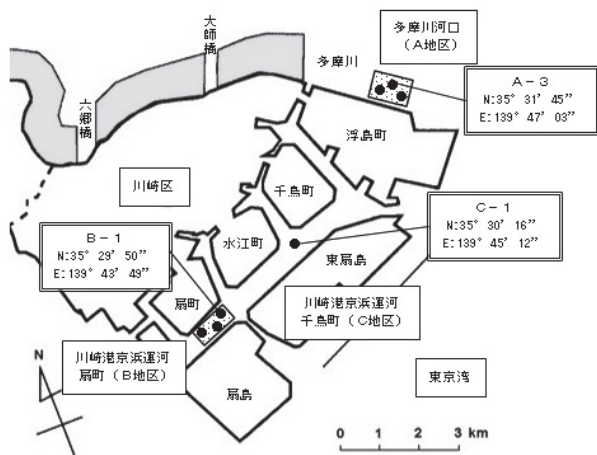 大師橋
多摩川河口
（A地区）
多摩川
A－3
N:35° 31′ 45”
E:139° 47′ 03”
六郷橋
浮島町
川崎区
千鳥町
C－1
N:35° 30′ 16”
E:139° 45′ 12”
B－1
N:35° 29′ 50”
E:139° 43′ 49”
水江町
東扇島
扇町
川崎港京浜運河
千鳥町（C地区）
川崎港京浜運河
扇町（B地区）
N
扇島
東京湾
0 1 2 3 km